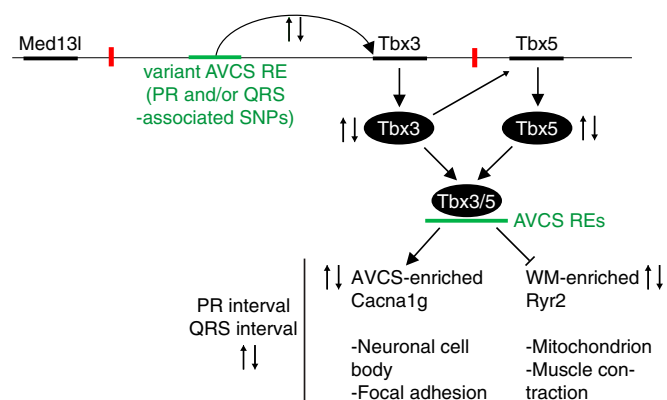 Med13l
Tbx3
Tbx5
variant AVCS RE
(PR and/or QRS
-associated SNPs)
Tbx3
Tbx5
Tbx3/5
AVCS REs
AVCS-enriched
Cacna1g
WM-enriched
Ryr2
PR interval
QRS interval
-Neuronal cell
body
-Focal adhesion
-Mitochondrion
-Muscle con-
traction